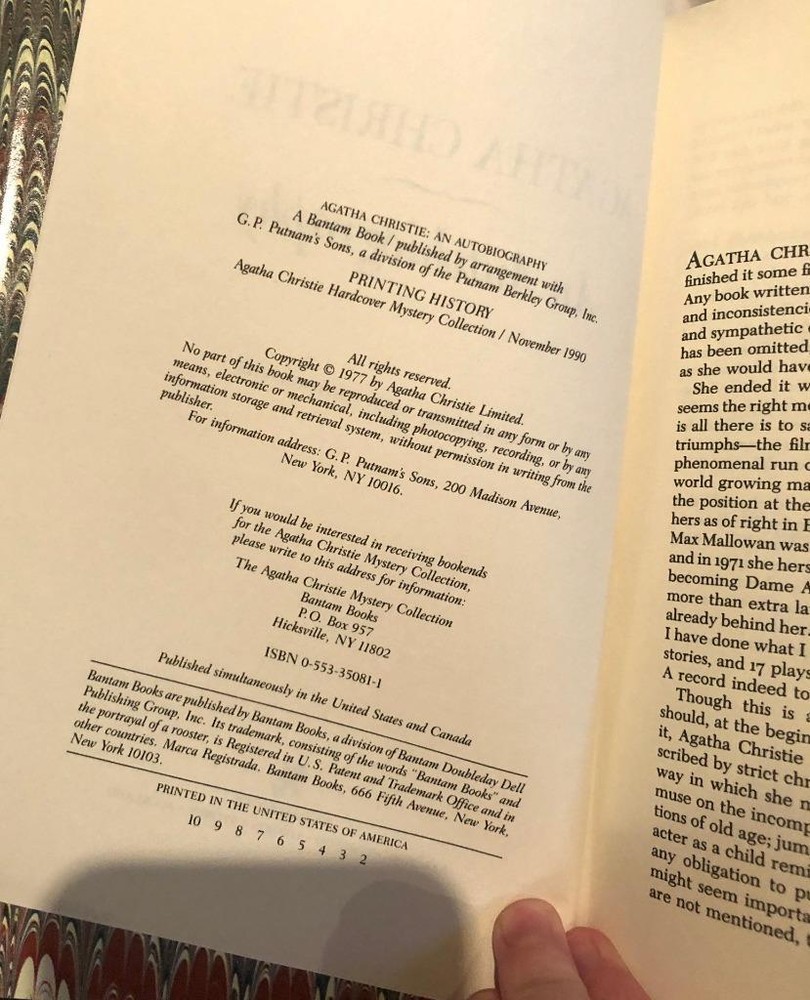 AGATHA CHRISTIE: AN AUTOBIOGRAPHY
A Bantam Book / published by arrangement with
G. P. Putnam's Sons, a division of the Putnam Berkley Group, Inc.
PRINTING HISTORY
Agatha Christie Hardcover Mystery Collection / November 1990
All rights reserved.
Copyright © 1977 by Agatha Christie Limited.
No part of this book may be reproduced or transmitted in any form or by any
means, electronic or mechanical, including photocopying, recording, or by any
information storage and retrieval system, without permission in writing from the
publisher.
For information address: G. P. Putnam's Sons, 200 Madison Avenue,
New York, NY 10016.
If you would be interested in receiving bookends
for the Agatha Christie Mystery Collection,
please write to this address for information:
The Agatha Christie Mystery Collection
Bantam Books
P.O. Box 957
Hicksville, NY 11802
ISBN 0-553-35081-1
Published simultaneously in the United States and Canada
Bantam Books are published by Bantam Books, a division of Bantam Doubleday Dell
Publishing Group, Inc. Its trademark, consisting of the words "Bantam Books" and
the portrayal of a rooster, is Registered in U.S. Patent and Trademark Office and in
other countries. Marca Registrada. Bantam Books, 666 Fifth Avenue, New York,
New York 10103.
PRINTED IN THE UNITED STATES OF AMERICA
10 9 8 7 6 5 4 3 2
AGATHA CHR
finished it some fi
Any book written
and inconsistenci
and sympathetic
has been omitted
as she would hav
She ended it w
seems the right m
is all there is to s
triumphs—the fil
phenomenal run
world growing ma
the position at the
hers as of right in
Max Mallowan was
and in 1971 she hers
becoming Dame A
more than extra la
already behind her.
I have done what I
stories, and 17 plays
A record indeed to
Though this is
should, at the begin
it, Agatha Christie
scribed by strict chr
way in which she
muse on the incomp
tions of old age; jum
acter as a child remi
any obligation to p
might seem importa
are not mentioned,